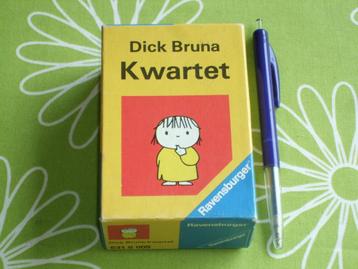 Dick Bruna
Kwartet
Ravensburger
Ravensburger
Dick Bruna Kwartet